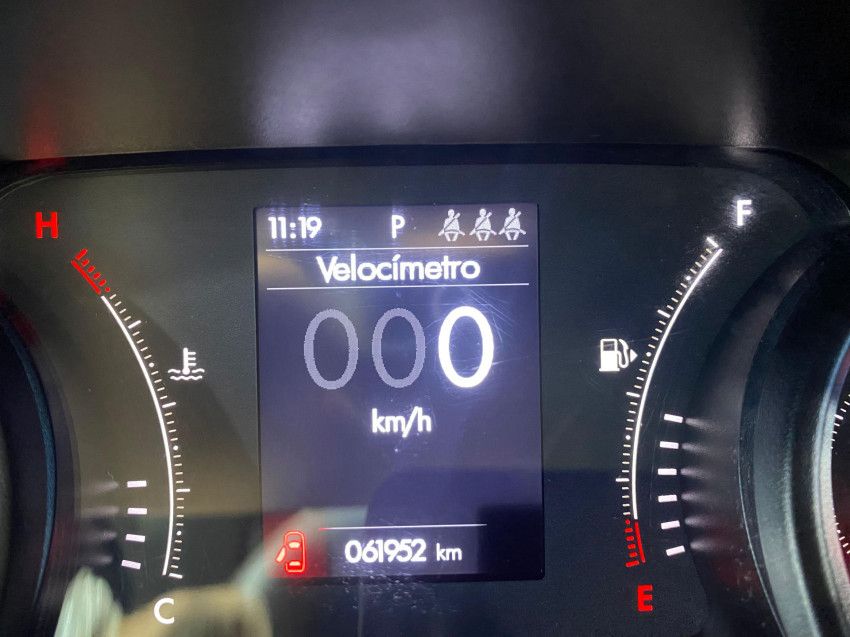 H
F
11:19 P
Velocímetro
000
km/h
061952 km
C
E